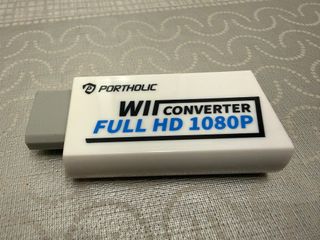 PORTHOLIC
WII CONVERTER
FULL HD 1080P